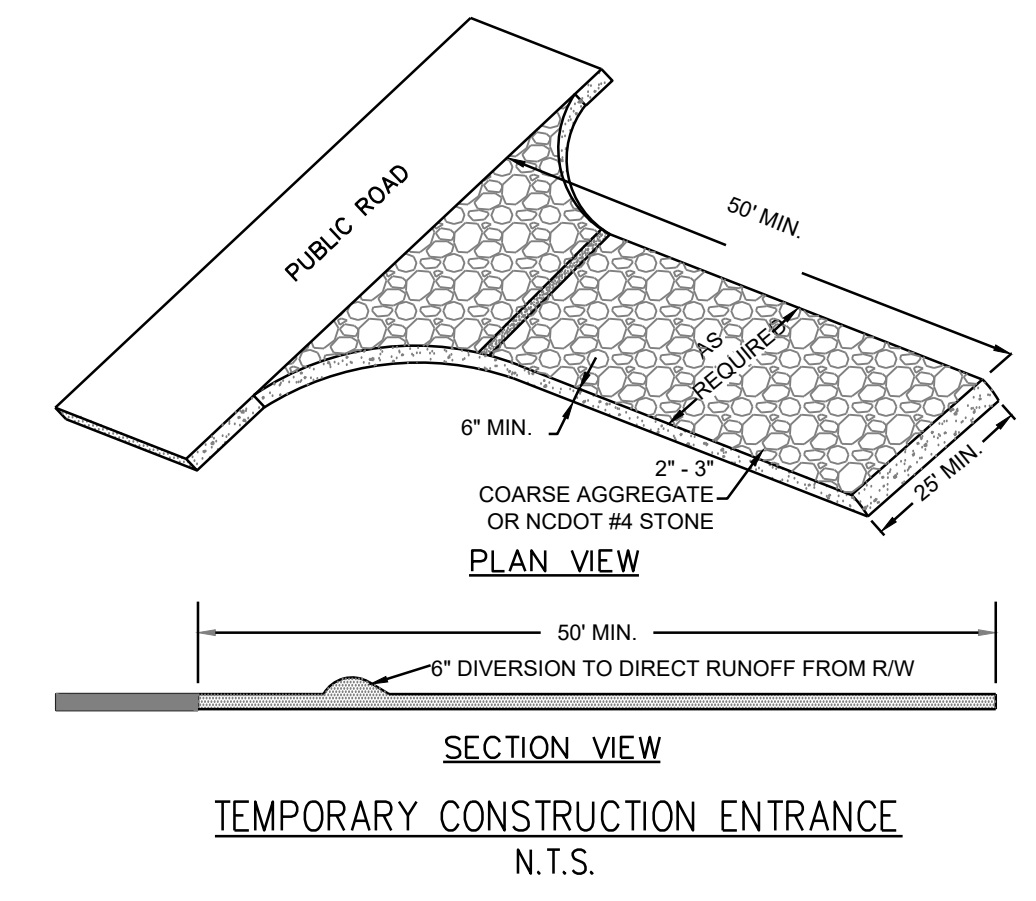 PUBLIC ROAD
50' MIN.
AS
REQUIRED
6" MIN.
2" - 3"
COARSE AGGREGATE
OR NCDOT #4 STONE
25' MIN.
PLAN VIEW
50' MIN.
6" DIVERSION TO DIRECT RUNOFF FROM R/W
SECTION VIEW
TEMPORARY CONSTRUCTION ENTRANCE
N.T.S.